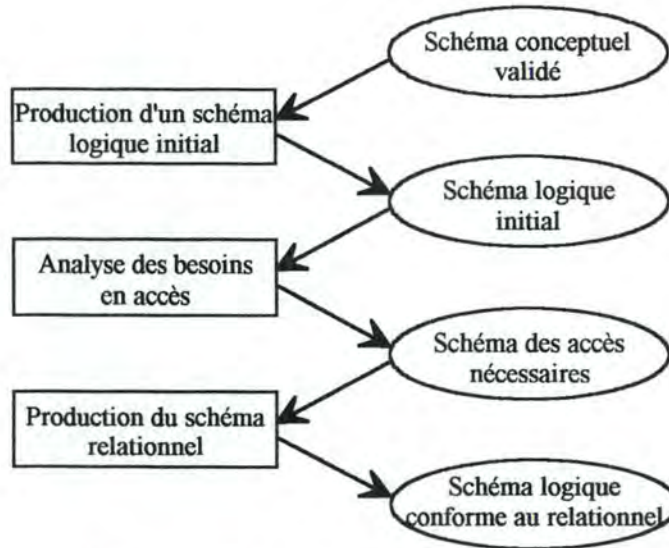 Schéma conceptuel
validé
Production d'un schéma
logique initial
Schéma logique
initial
Analyse des besoins
en accès
Schéma des accès
nécessaires
Production du schéma
relationnel
Schéma logique
conforme au relationnel